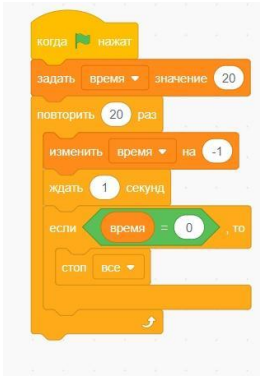 когда нажат
задать время значение 20
повторить 20 раз
изменить время на -1
ждать 1 секунд
если время = 0 , то
стоп все